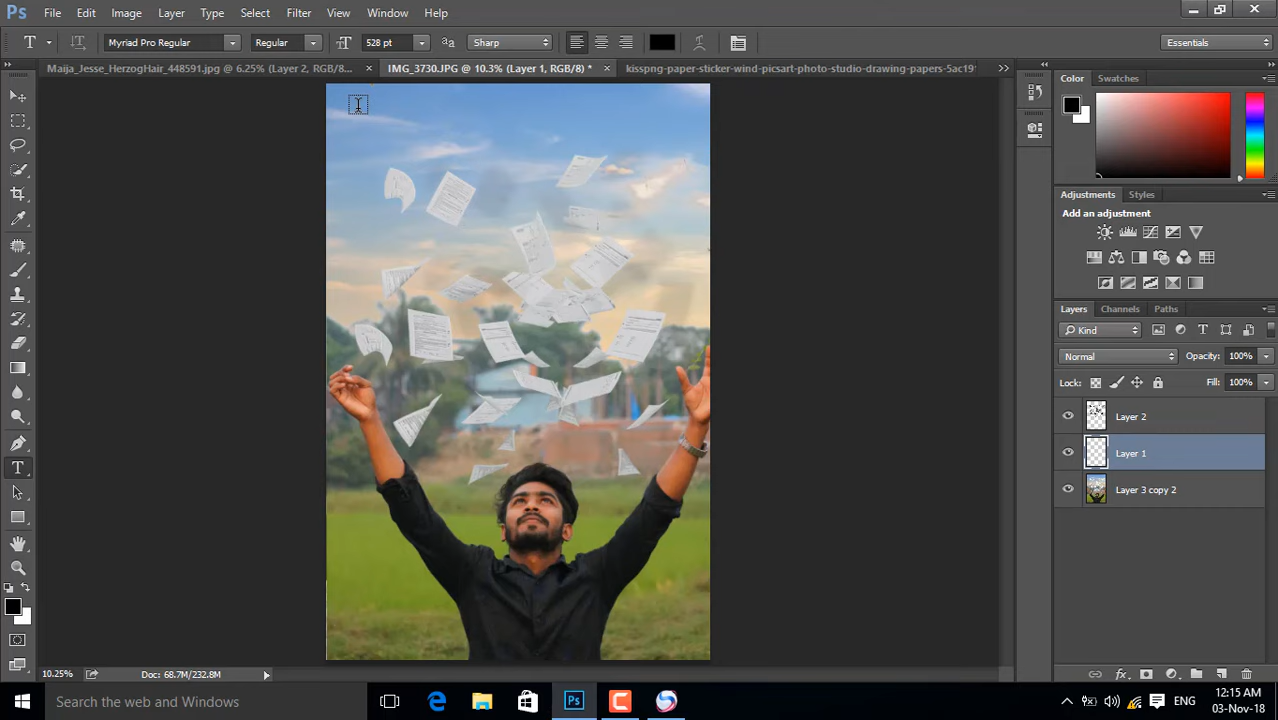 Ps File Edit Image Layer Type Select Filter View Window Help
T Myriad Pro Regular Regular 528 pt aa Sharp Essentials
Maija_Jesse_HerzogHair_448591.jpg @ 6.25% (Layer 2, RGB/8... × IMG_3730.JPG @ 10.3% (Layer 1, RGB/8) * × kisspng-paper-sticker-wind-picsart-photo-studio-drawing-papers-5ac19
Color Swatches
Adjustments Styles
Add an adjustment
Layers Channels Paths
Kind
Normal Opacity: 100%
Lock: Fill: 100%
Layer 2
Layer 1
Layer 3 copy 2
10.25% Doc: 68.7M/232.8M
Search the web and Windows
12:15 AM
03-Nov-18